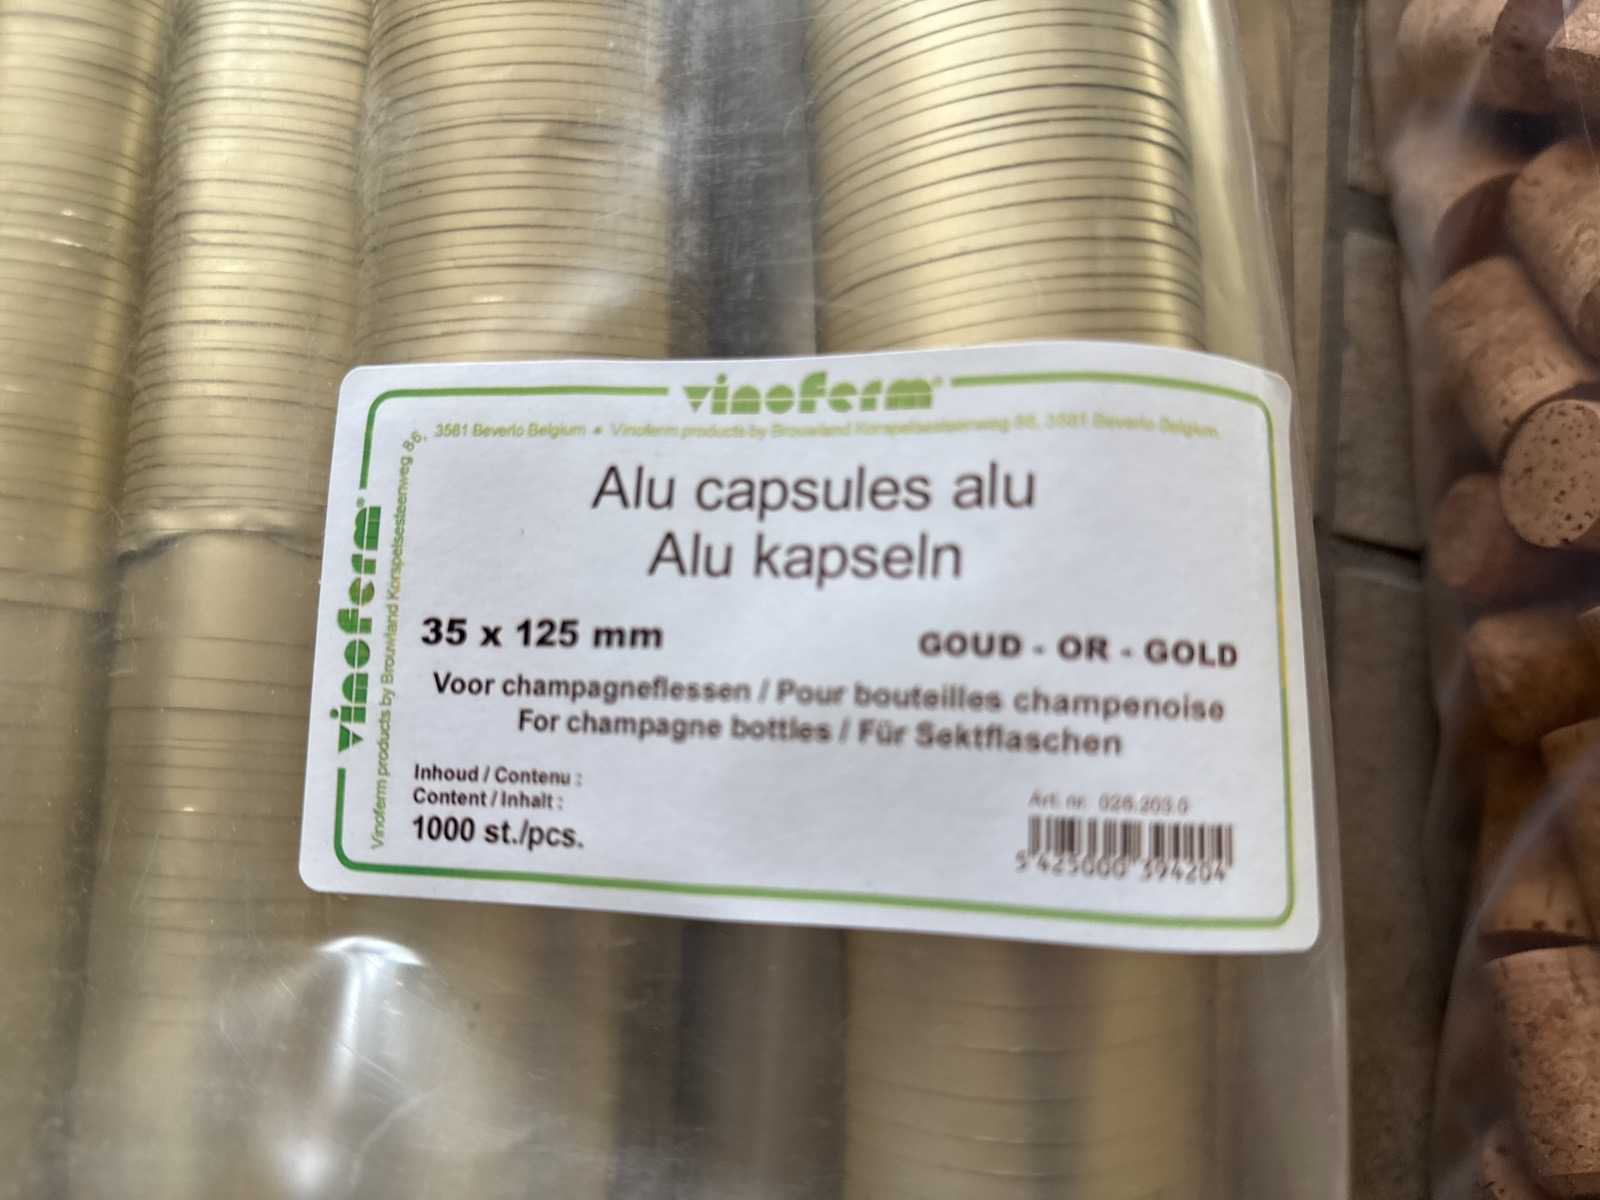 vinoferm
3581 Beverlo Belgium • Vinoferm products by Brouwland Korspelsesteenweg 86, 3581 Beverlo Belgium
Alu capsules alu
Alu kapseln
35 x 125 mm
GOUD - OR - GOLD
Voor champagneflessen / Pour bouteilles champenoise
For champagne bottles / Für Sektflaschen
Inhoud / Contenu :
Content / Inhalt :
1000 st./pcs.
Art. nr. 026.203.0
5 425000 394204
vinoferm
Vinoferm products by Brouwland Korspelsesteenweg 86,